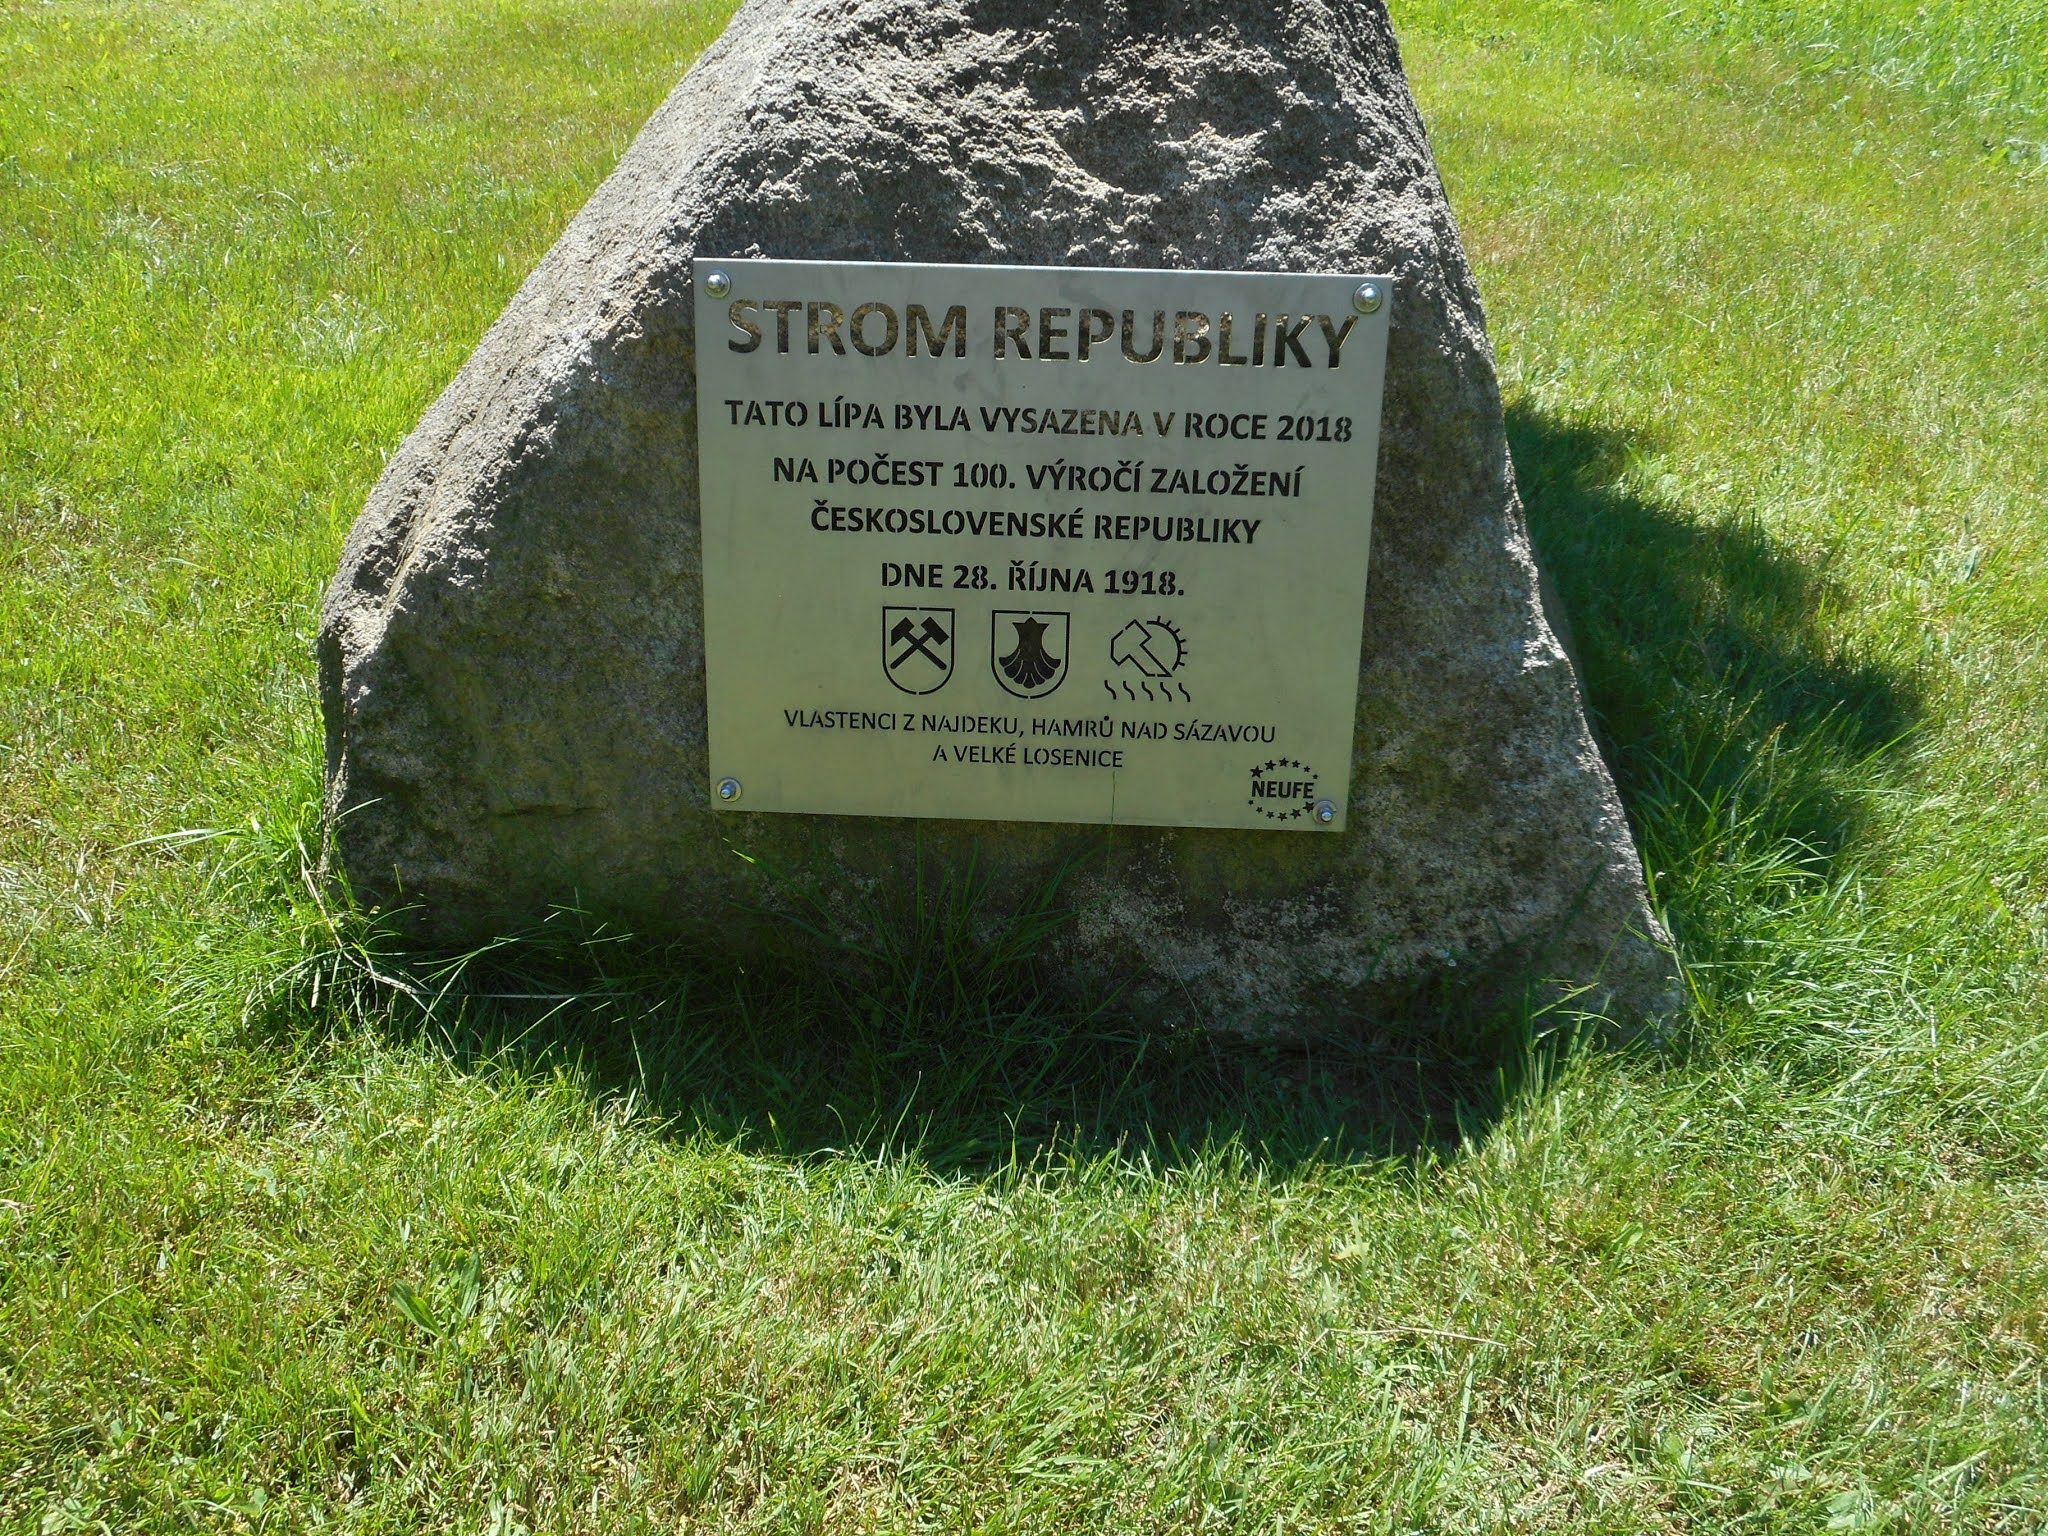 STROM REPUBLIKY
TATO LÍPA BYLA VYSAZENA V ROCE 2018
NA POČEST 100. VÝROČÍ ZALOŽENÍ
ČESKOSLOVENSKÉ REPUBLIKY
DNE 28. ŘÍJNA 1918.
VLASTENCI Z NAJDEKU, HAMRŮ NAD SÁZAVOU
A VELKÉ LOSENICE
NEUFE